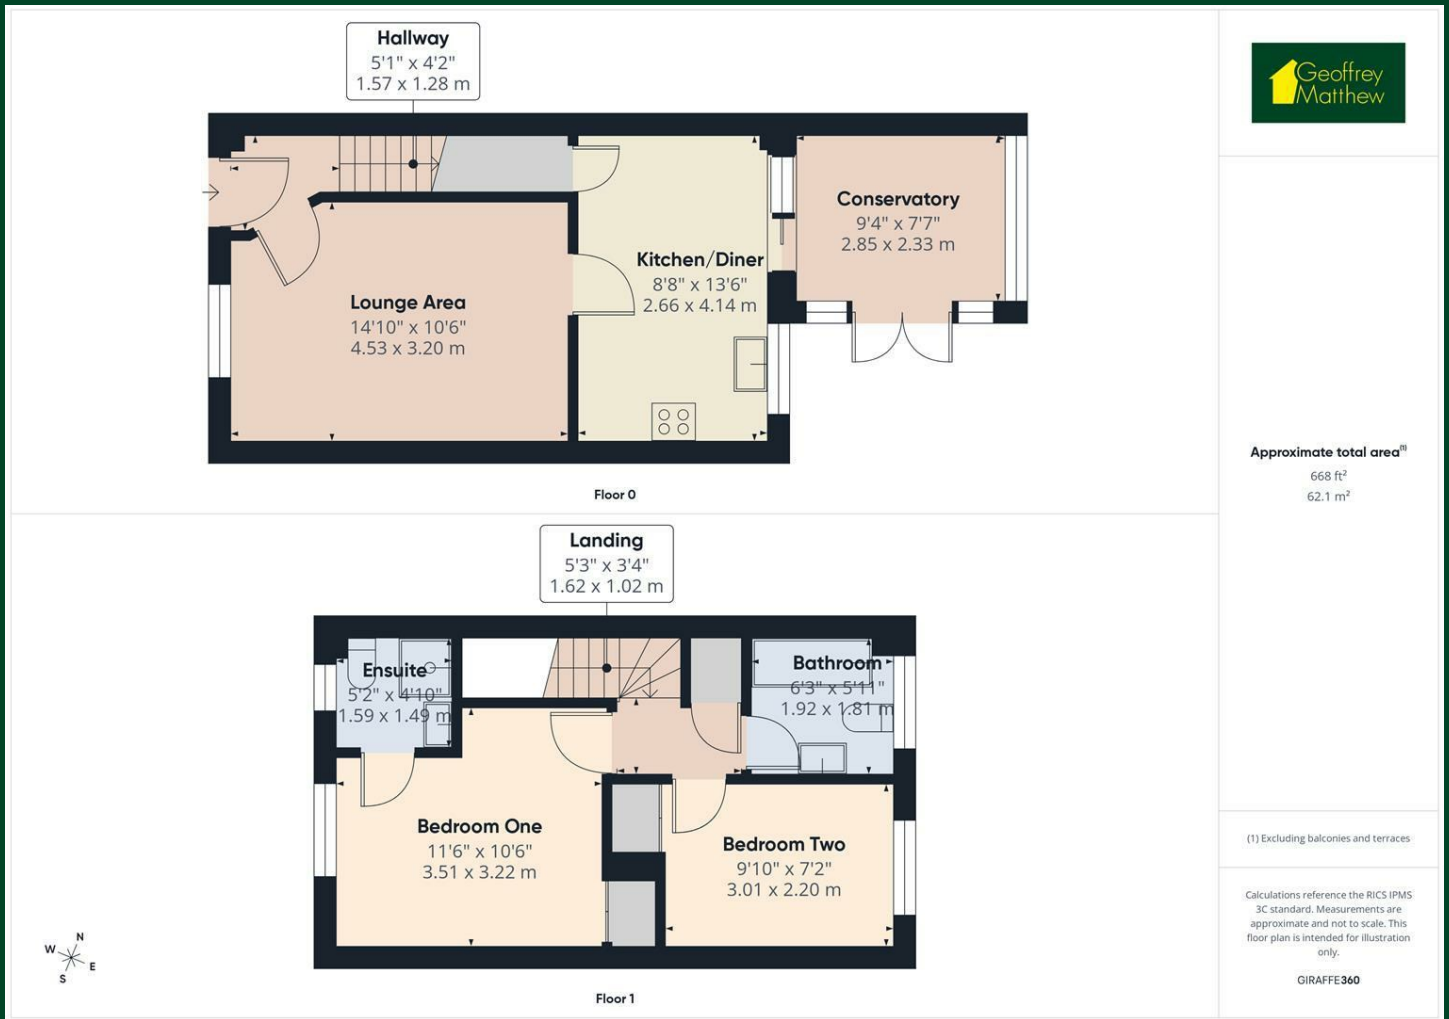 Hallway
5'1" x 4'2"
1.57 x 1.28 m
Geoffrey
Matthew
Conservatory
9'4" x 7'7"
2.85 x 2.33 m
Kitchen/Diner
8'8" x 13'6"
2.66 x 4.14 m
Lounge Area
14'10" x 10'6"
4.53 x 3.20 m
Floor 0
Approximate total area(1)
668 ft²
62.1 m²
Landing
5'3" x 3'4"
1.62 x 1.02 m
Ensuite
5'2" x 4'10"
1.59 x 1.49 m
Bathroom
6'3" x 5'11"
1.92 x 1.81 m
Bedroom One
11'6" x 10'6"
3.51 x 3.22 m
Bedroom Two
9'10" x 7'2"
3.01 x 2.20 m
(1) Excluding balconies and terraces
Calculations reference the RICS IPMS
3C standard. Measurements are
approximate and not to scale. This
floor plan is intended for illustration
only.
GIRAFFE360
N
W
E
S
Floor 1